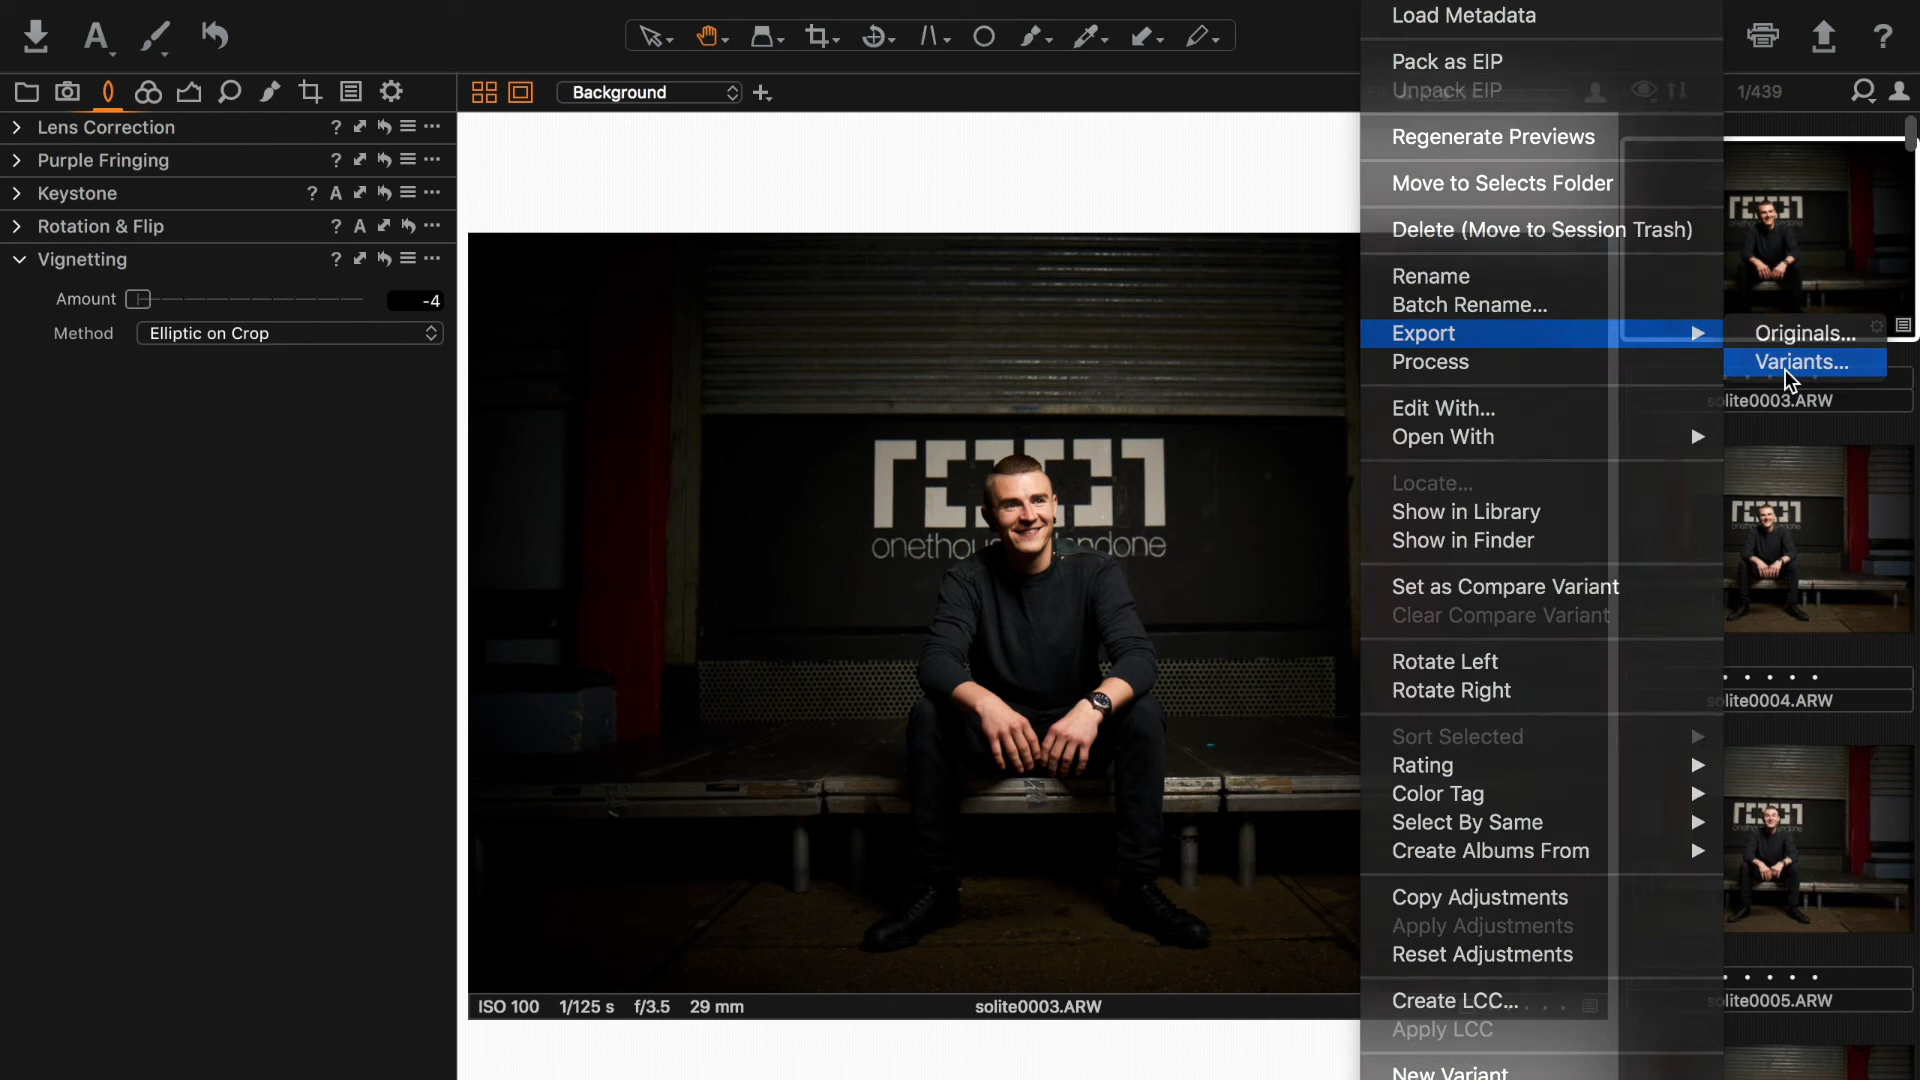 Load Metadata
Pack as EIP
Unpack EIP
1/439
Background
Lens Correction
Purple Fringing
Keystone
Rotation & Flip
Vignetting
Amount
-4
Method
Elliptic on Crop
Regenerate Previews
Move to Selects Folder
Delete (Move to Session Trash)
Rename
Batch Rename...
Export
Originals...
Process
Variants...
Edit With...
Open With
Locate...
Show in Library
Show in Finder
Set as Compare Variant
Clear Compare Variant
Rotate Left
Rotate Right
Sort Selected
Rating
Color Tag
Select By Same
Create Albums From
Copy Adjustments
Apply Adjustments
Reset Adjustments
Create LCC...
Apply LCC
New Variant
ISO 100 1/125 s f/3.5 29 mm
solite0003.ARW
solite0003.ARW
solite0004.ARW
solite0005.ARW